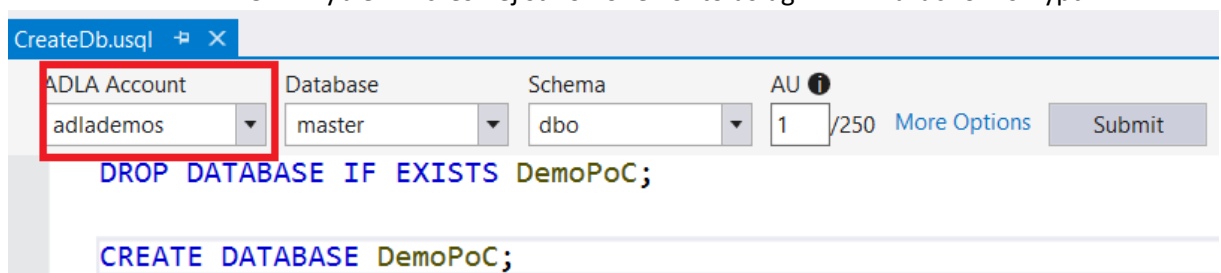 CreateDb.usql
ADLA Account Database Schema AU
adlademos master dbo 1 /250 More Options Submit
DROP DATABASE IF EXISTS DemoPoC;
CREATE DATABASE DemoPoC;